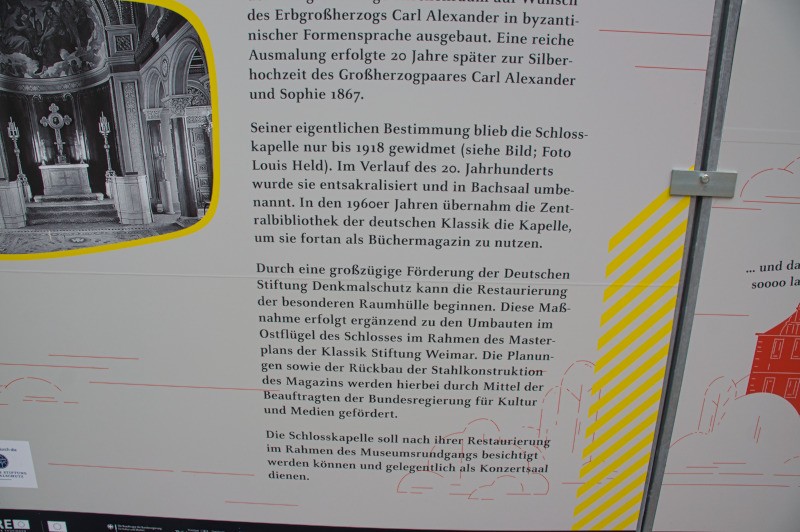 des Erbgroßherzogs Carl Alexander in byzanti-
nischer Formensprache ausgebaut. Eine reiche
Ausmalung erfolgte 20 Jahre später zur Silber-
hochzeit des Großherzogpaares Carl Alexander
und Sophie 1867.
Seiner eigentlichen Bestimmung blieb die Schloss-
kapelle nur bis 1918 gewidmet (siehe Bild; Foto
Louis Held). Im Verlauf des 20. Jahrhunderts
wurde sie entsakralisiert und in Bachsaal umbe-
nannt. In den 1960er Jahren übernahm die Zent-
ralbibliothek der deutschen Klassik die Kapelle,
um sie fortan als Büchermagazin zu nutzen.
Durch eine großzügige Förderung der Deutschen
Stiftung Denkmalschutz kann die Restaurierung
der besonderen Raumhülle beginnen. Diese Maß-
nahme erfolgt ergänzend zu den Umbauten im
Ostflügel des Schlosses im Rahmen des Master-
plans der Klassik Stiftung Weimar. Die Planun-
gen sowie der Rückbau der Stahlkonstruktion
des Magazins werden hierbei durch Mittel der
Beauftragten der Bundesregierung für Kultur
und Medien gefördert.
Die Schlosskapelle soll nach ihrer Restaurierung
im Rahmen des Museumsrundgangs besichtigt
werden können und gelegentlich als Konzertsaal
dienen.
... und da
soooo la